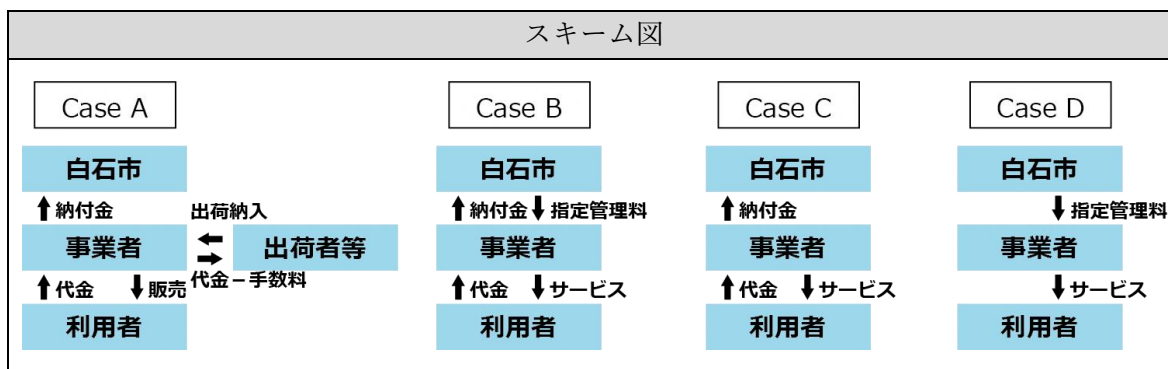 スキーム図
Case A
白石市
納付金
出荷納入
事業者
出荷者等
代金－手数料
代金
販売
利用者
Case B
白石市
納付金
指定管理料
事業者
代金
サービス
利用者
Case C
白石市
納付金
事業者
代金
サービス
利用者
Case D
白石市
指定管理料
事業者
サービス
利用者